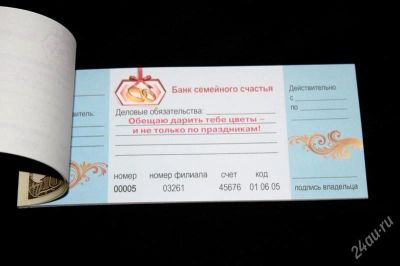 Банк семейного счастья
Деловые обязательства:
Обещаю дарить тебе цветы –
и не только по праздникам!
номер номер филиала счет код
00005 03261 45676 01 06 05
Действительно
с
по
подпись владельца
24au.ru